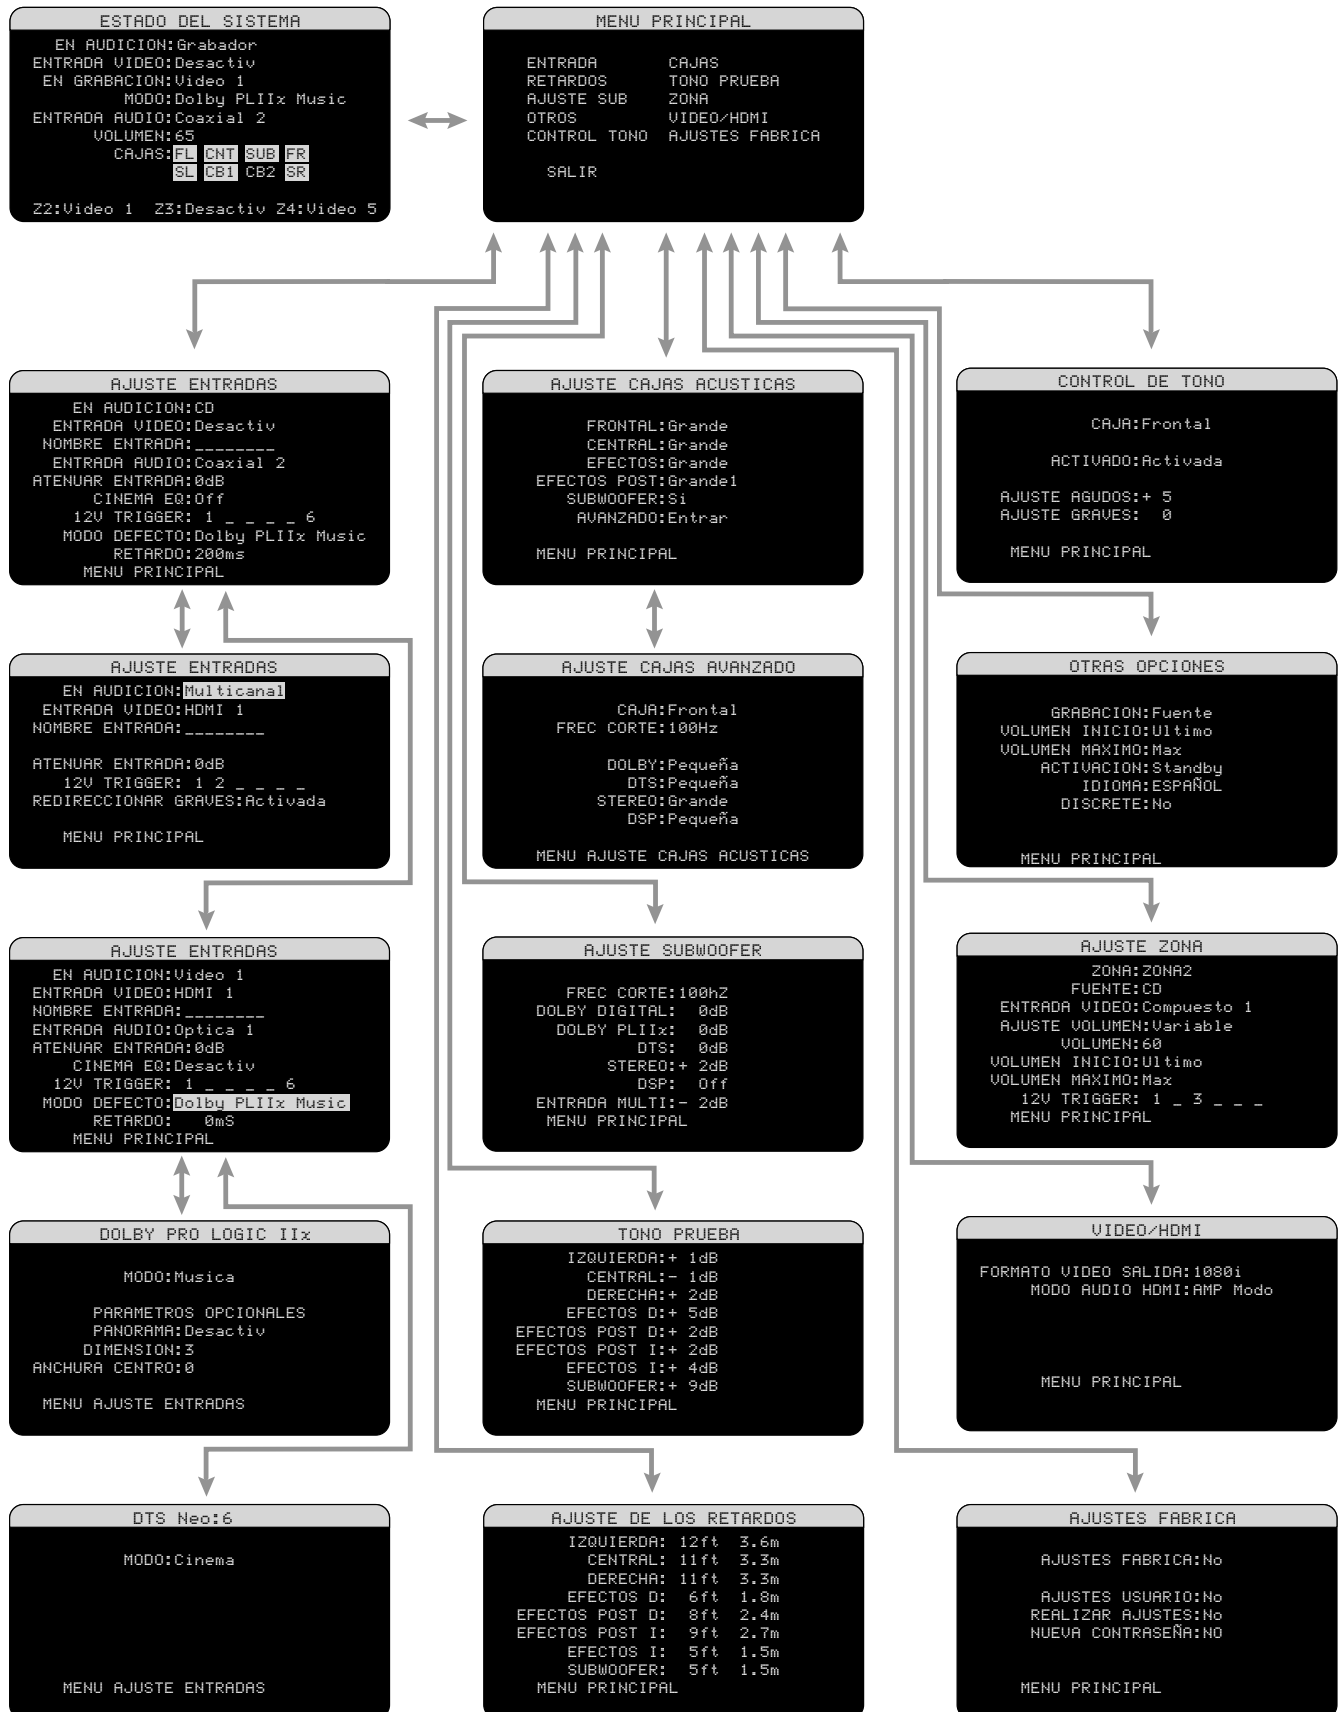 ESTADO DEL SISTEMA
EN AUDICION:Grabador
ENTRADA VIDEO:Desactiv
EN GRABACION:Video 1
MODO:Dolby PLIIx Music
ENTRADA AUDIO:Coaxial 2
VOLUMEN:65
CAJAS:FL CNT SUB FR
SL CB1 CB2 SR
Z2:Video 1 Z3:Desactiv Z4:Video 5
MENU PRINCIPAL
ENTRADA CAJAS
RETARDOS TONO PRUEBA
AJUSTE SUB ZONA
OTROS VIDEO/HDMI
CONTROL TONO AJUSTES FABRICA
SALIR
AJUSTE ENTRADAS
EN AUDICION:CD
ENTRADA VIDEO:Desactiv
NOMBRE ENTRADA:________
ENTRADA AUDIO:Coaxial 2
ATENUAR ENTRADA:0dB
CINEMA EQ:Off
12V TRIGGER: 1 _ _ _ _ 6
MODO DEFECTO:Dolby PLIIx Music
RETARDO:200ms
MENU PRINCIPAL
AJUSTE CAJAS ACUSTICAS
FRONTAL:Grande
CENTRAL:Grande
EFECTOS:Grande
EFECTOS POST:Grande1
SUBWOOFER:Si
AVANZADO:Entrar
MENU PRINCIPAL
CONTROL DE TONO
CAJA:Frontal
ACTIVADO:Activada
AJUSTE AGUDOS:+ 5
AJUSTE GRAVES: 0
MENU PRINCIPAL
AJUSTE ENTRADAS
EN AUDICION:Multicanal
ENTRADA VIDEO:HDMI 1
NOMBRE ENTRADA:________
ATENUAR ENTRADA:0dB
12V TRIGGER: 1 2 _ _ _ _
REDIRECCIONAR GRAVES:Activada
MENU PRINCIPAL
AJUSTE CAJAS AVANZADO
CAJA:Frontal
FREC CORTE:100Hz
DOLBY:Pequeña
DTS:Pequeña
STEREO:Grande
DSP:Pequeña
MENU AJUSTE CAJAS ACUSTICAS
OTRAS OPCIONES
GRABACION:Fuente
VOLUMEN INICIO:Ultimo
VOLUMEN MAXIMO:Max
ACTIVACION:Standby
IDIOMA:ESPAÑOL
DISCRETE:No
MENU PRINCIPAL
AJUSTE ENTRADAS
EN AUDICION:Video 1
ENTRADA VIDEO:HDMI 1
NOMBRE ENTRADA:________
ENTRADA AUDIO:Optica 1
ATENUAR ENTRADA:0dB
CINEMA EQ:Desactiv
12V TRIGGER: 1 _ _ _ _ 6
MODO DEFECTO:Dolby PLIIx Music
RETARDO: 0mS
MENU PRINCIPAL
AJUSTE SUBWOOFER
FREC CORTE:100hZ
DOLBY DIGITAL: 0dB
DOLBY PLIIx: 0dB
DTS: 0dB
STEREO:+ 2dB
DSP: Off
ENTRADA MULTI:- 2dB
MENU PRINCIPAL
AJUSTE ZONA
ZONA:ZONA2
FUENTE:CD
ENTRADA VIDEO:Compuesto 1
AJUSTE VOLUMEN:Variable
VOLUMEN:60
VOLUMEN INICIO:Ultimo
VOLUMEN MAXIMO:Max
12V TRIGGER: 1 _ 3 _ _ _
MENU PRINCIPAL
DOLBY PRO LOGIC IIx
MODO:Musica
PARAMETROS OPCIONALES
PANORAMA:Desactiv
DIMENSION:3
ANCHURA CENTRO:0
MENU AJUSTE ENTRADAS
TONO PRUEBA
IZQUIERDA:+ 1dB
CENTRAL:- 1dB
DERECHA:+ 2dB
EFECTOS D:+ 5dB
EFECTOS POST D:+ 2dB
EFECTOS POST I:+ 2dB
EFECTOS I:+ 4dB
SUBWOOFER:+ 9dB
MENU PRINCIPAL
VIDEO/HDMI
FORMATO VIDEO SALIDA:1080i
MODO AUDIO HDMI:AMP Modo
MENU PRINCIPAL
DTS Neo:6
MODO:Cinema
MENU AJUSTE ENTRADAS
AJUSTE DE LOS RETARDOS
IZQUIERDA: 12ft 3.6m
CENTRAL: 11ft 3.3m
DERECHA: 11ft 3.3m
EFECTOS D: 6ft 1.8m
EFECTOS POST D: 8ft 2.4m
EFECTOS POST I: 9ft 2.7m
EFECTOS I: 5ft 1.5m
SUBWOOFER: 5ft 1.5m
MENU PRINCIPAL
AJUSTES FABRICA
AJUSTES FABRICA:No
AJUSTES USUARIO:No
REALIZAR AJUSTES:No
NUEVA CONTRASEÑA:NO
MENU PRINCIPAL